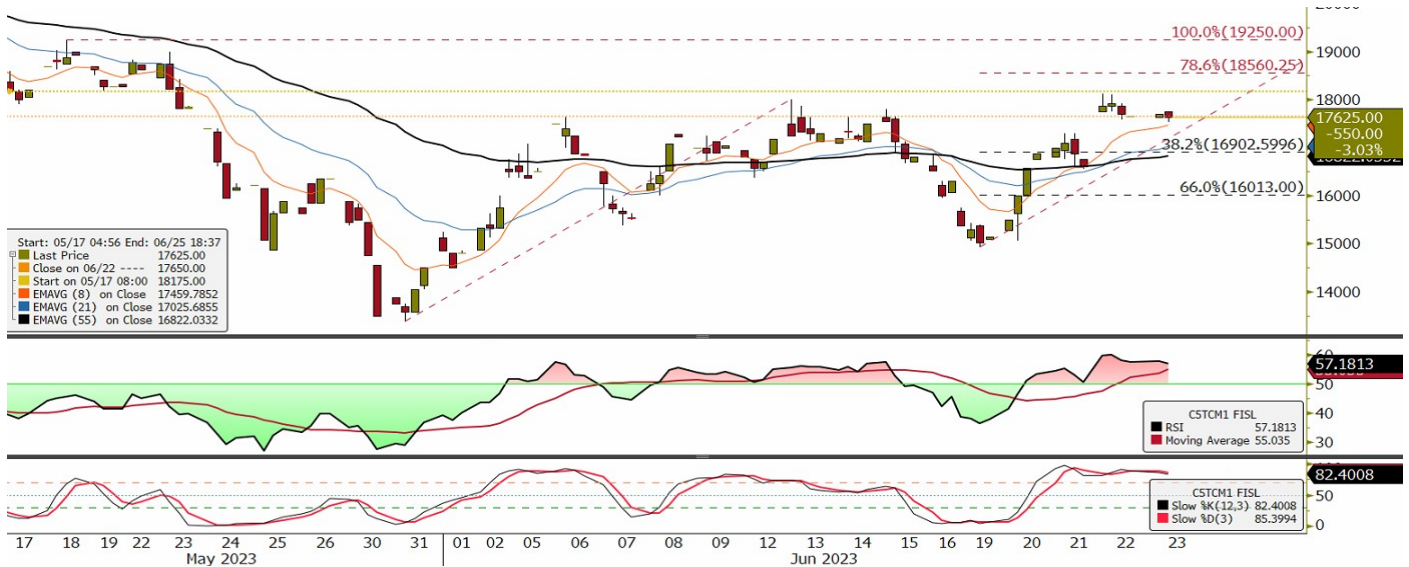 100.0%(19250.00)
19000
78.6%(18560.25)
18000
17625.00
-550.00
-3.03%
38.2%(16902.5996)
66.0%(16013.00)
16000
15000
14000
Start: 05/17 04:56 End: 06/25 18:37
Last Price 17625.00
Close on 06/22 ---- 17650.00
Start on 05/17 08:00 18175.00
EMAVG (8) on Close 17459.7852
EMAVG (21) on Close 17025.6855
EMAVG (55) on Close 16822.0332
57.1813
50
40
30
C5TCM1 FISL
RSI 57.1813
Moving Average 55.035
82.4008
50
0
C5TCM1 FISL
Slow %K(12,3) 82.4008
Slow %D(3) 85.3994
17 18 19 22 23 24 25 26 30 31 01 02 05 06 07 08 09 12 13 14 15 16 19 20 21 22 23
May 2023 Jun 2023